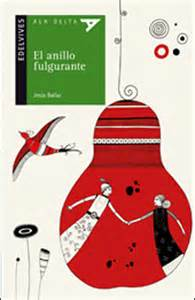 EDELVIVES
ALA DELTA
El anillo
fulgurante
Jesús Ballaz